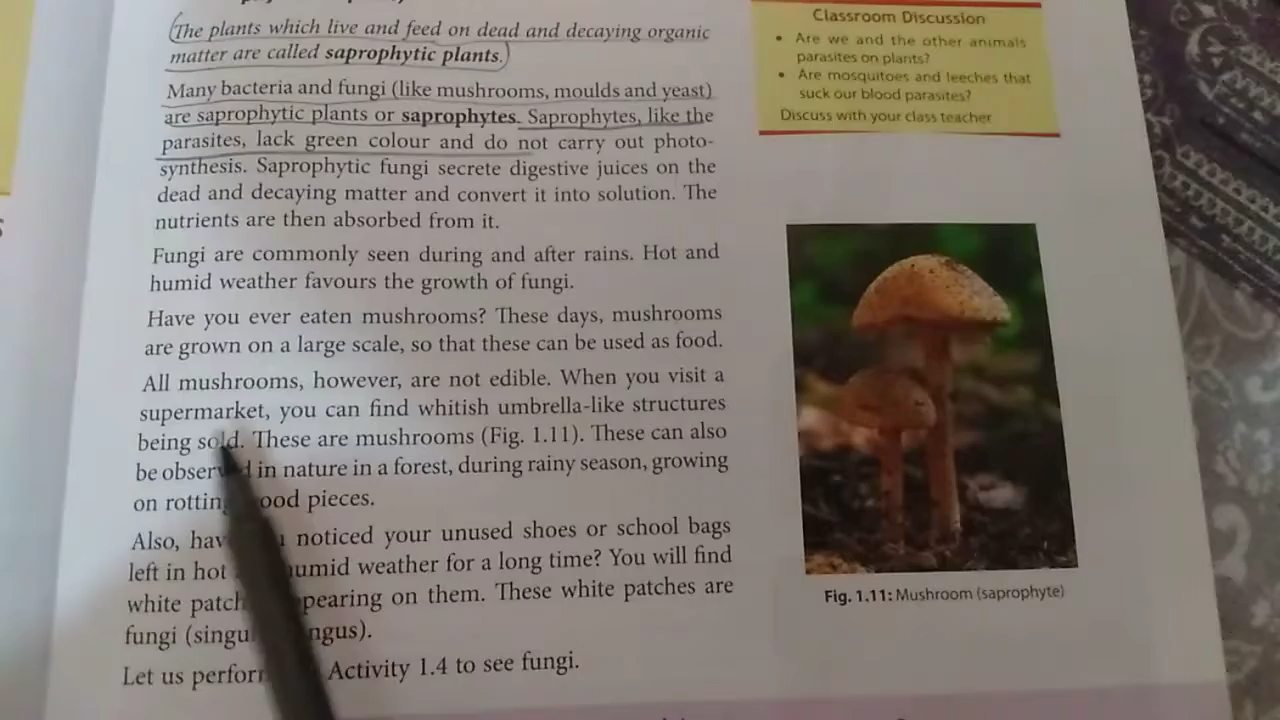 The plants which live and feed on dead and decaying organic
matter are called saprophytic plants.
Many bacteria and fungi (like mushrooms, moulds and yeast)
are saprophytic plants or saprophytes. Saprophytes, like the
parasites, lack green colour and do not carry out photo-
synthesis. Saprophytic fungi secrete digestive juices on the
dead and decaying matter and convert it into solution. The
nutrients are then absorbed from it.
Fungi are commonly seen during and after rains. Hot and
humid weather favours the growth of fungi.
Have you ever eaten mushrooms? These days, mushrooms
are grown on a large scale, so that these can be used as food.
All mushrooms, however, are not edible. When you visit a
supermarket, you can find whitish umbrella-like structures
being sold. These are mushrooms (Fig. 1.11). These can also
be observed in nature in a forest, during rainy season, growing
on rotting wood pieces.
Also, have noticed your unused shoes or school bags
left in hot humid weather for a long time? You will find
white patches appearing on them. These white patches are
fungi (singular fungus).
Let us perform Activity 1.4 to see fungi.
Classroom Discussion
• Are we and the other animals
parasites on plants?
• Are mosquitoes and leeches that
suck our blood parasites?
Discuss with your class teacher
Fig. 1.11: Mushroom (saprophyte)